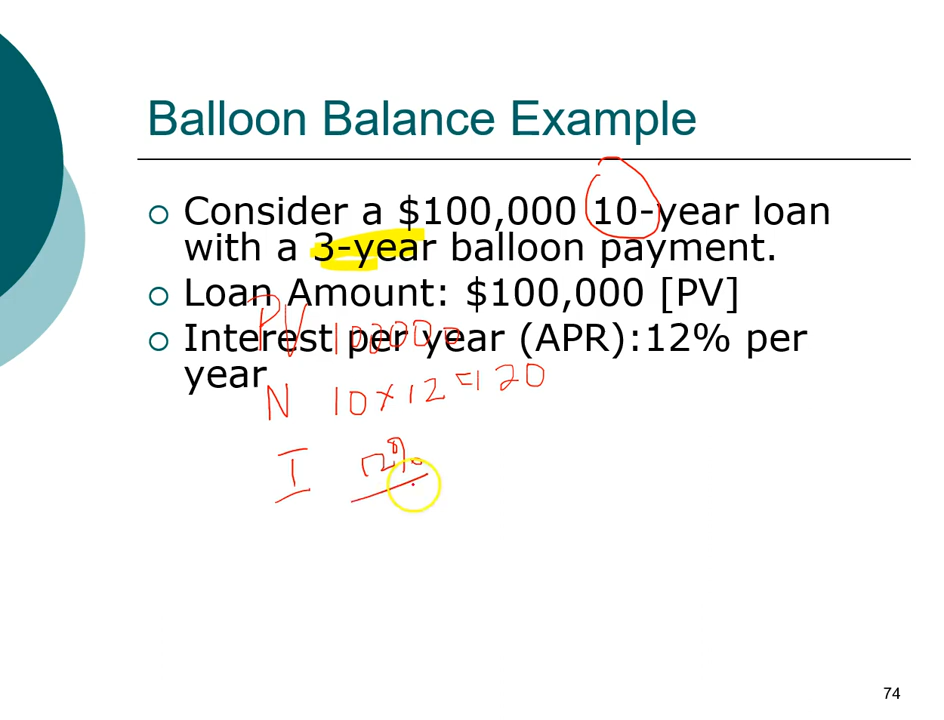 Balloon Balance Example
Consider a $100,000 10-year loan
with a 3-year balloon payment.
Loan Amount: $100,000 [PV]
PV 100000
Interest per year (APR):12% per
year
N 10 x 12 = 120
I 12%
74